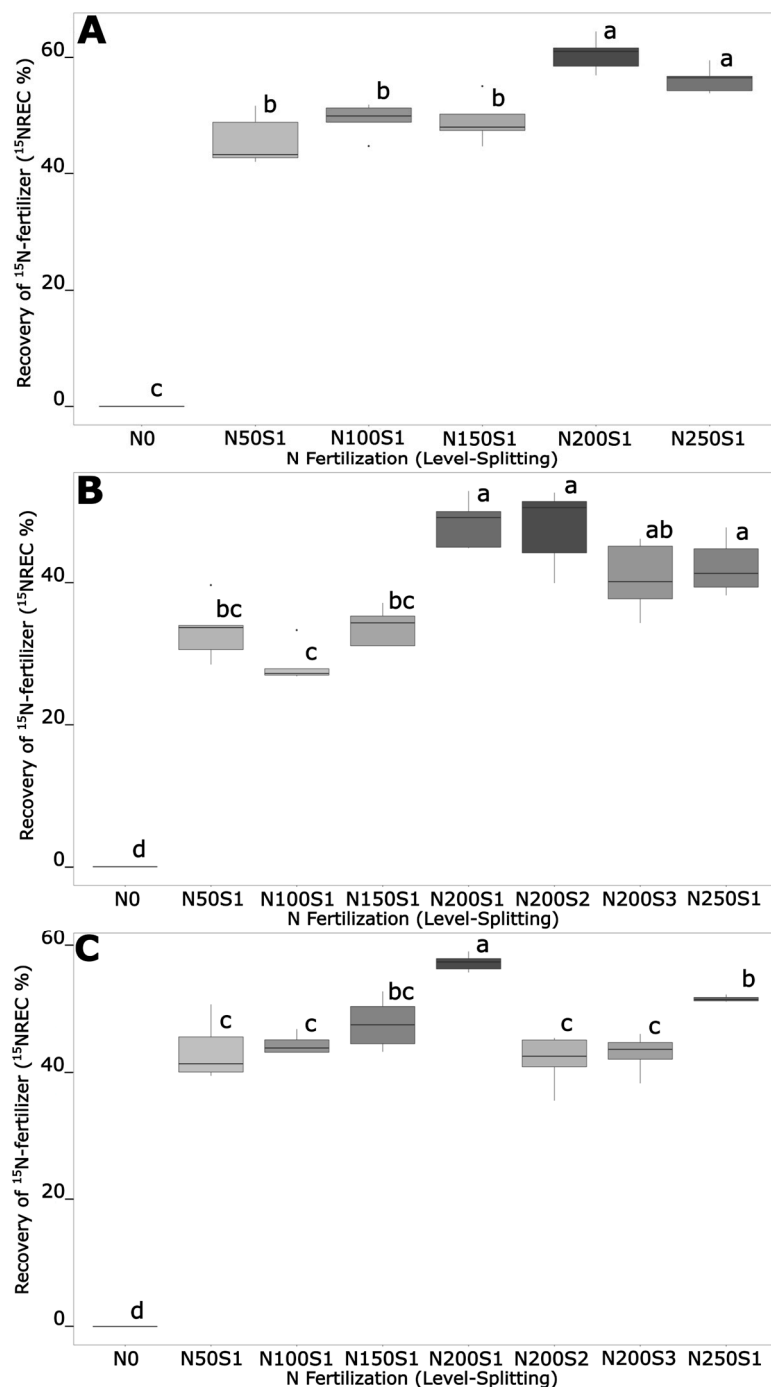 A
Recovery of ¹⁵N-fertilizer (¹⁵NREC %)
60
40
20
0
c
b
b
b
a
a
N0 N50S1 N100S1 N150S1 N200S1 N250S1
N Fertilization (Level-Splitting)
B
Recovery of ¹⁵N-fertilizer (¹⁵NREC %)
40
20
0
d
bc
c
bc
a
a
ab
a
N0 N50S1 N100S1 N150S1 N200S1 N200S2 N200S3 N250S1
N Fertilization (Level-Splitting)
C
Recovery of ¹⁵N-fertilizer (¹⁵NREC %)
60
40
20
0
d
c
c
bc
a
c
c
b
N0 N50S1 N100S1 N150S1 N200S1 N200S2 N200S3 N250S1
N Fertilization (Level-Splitting)